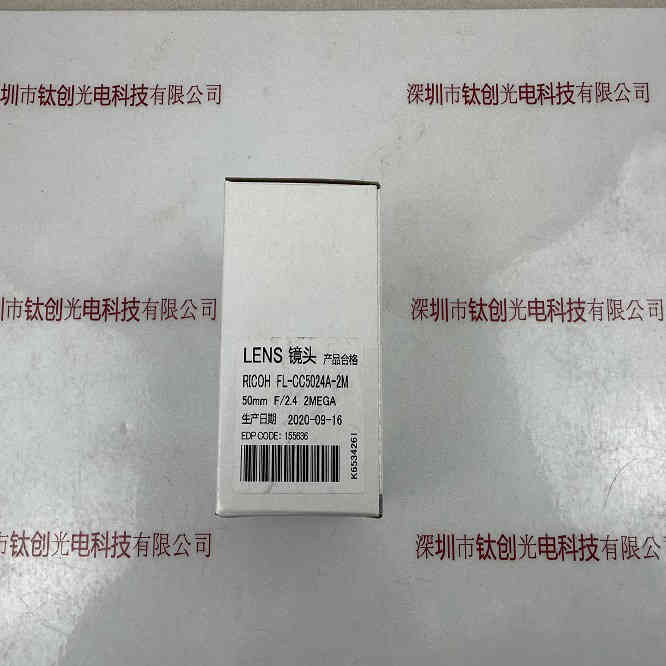 圳市钛创光电科技有限公司
深圳市钛创光电科技有限公司
圳市钛创光电科技有限公司
深圳市钛创光电科技有限公司
市钛创光电科技有限公司
深圳市钛创光电科技有限公司
LENS 镜头 产品合格
RICOH FL-CC5024A-2M
50mm F/2.4 2MEGA
生产日期 2020-09-16
EDP CODE: 155636
K6534261